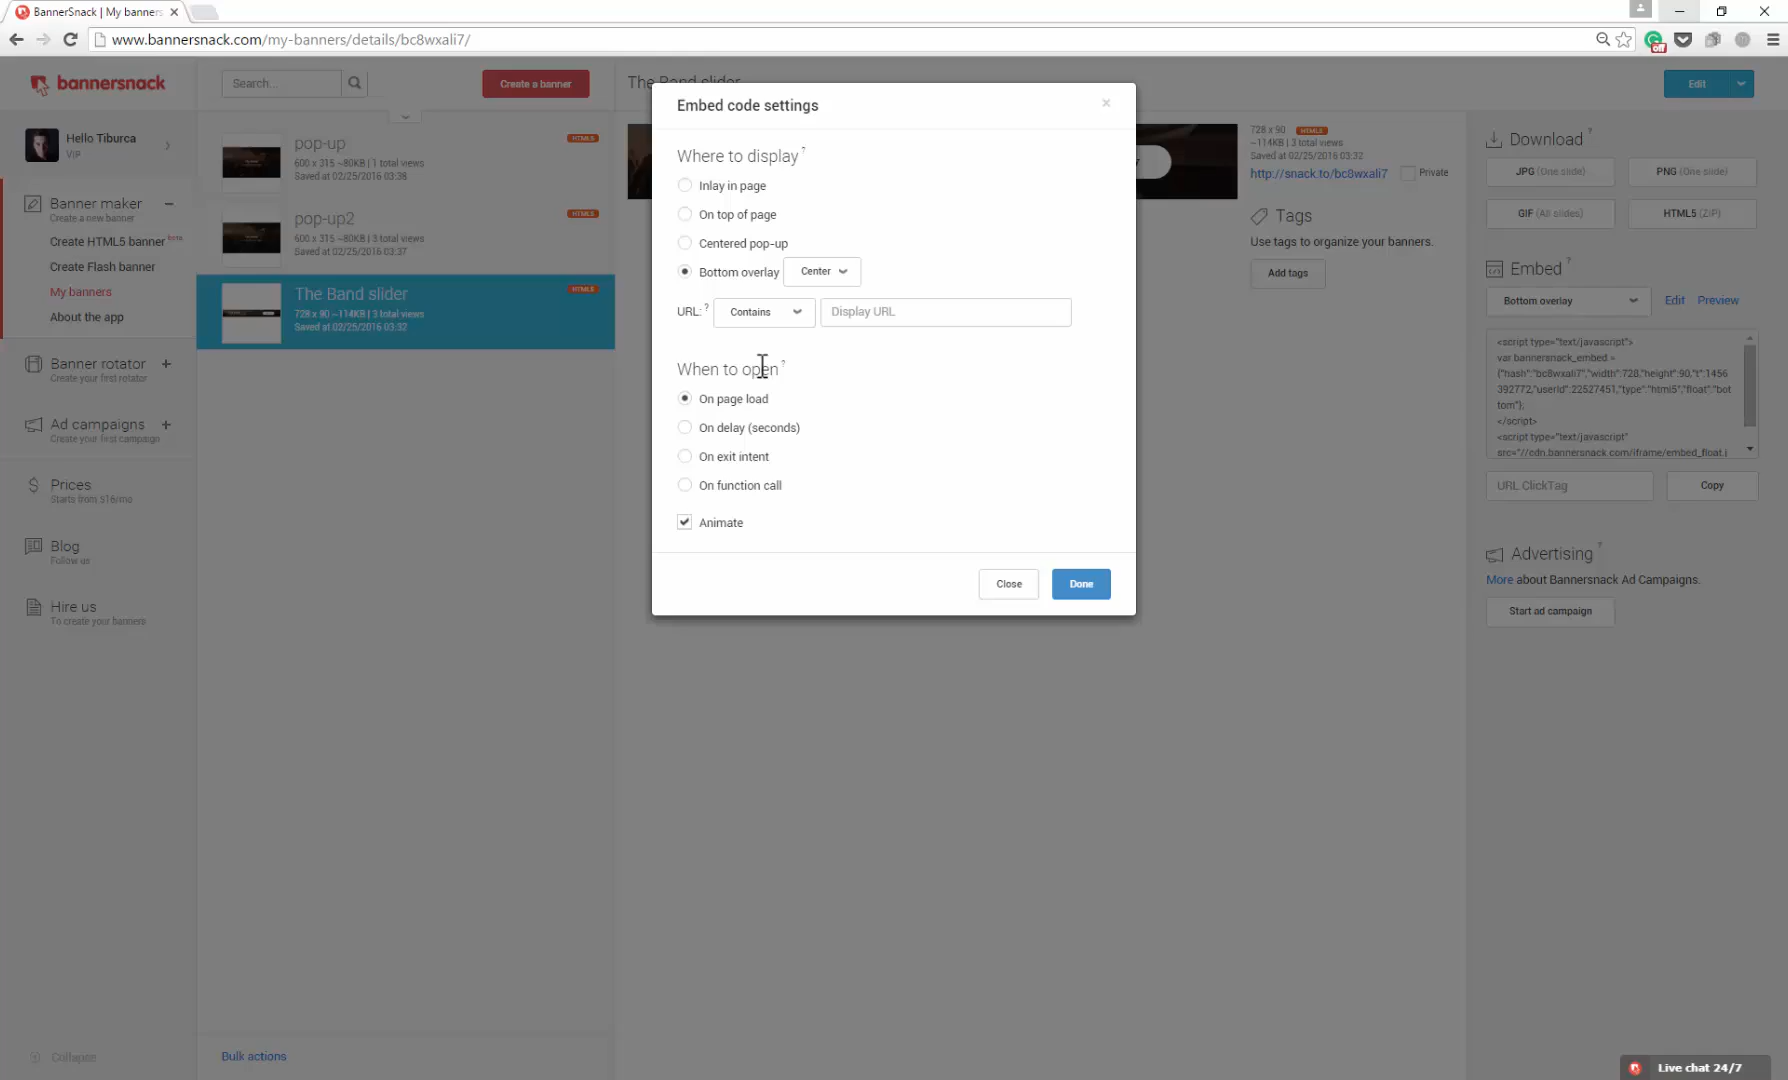 BannerSnack | My banners
www.bannersnack.com/my-banners/details/bc8wxali7/
off
bannersnack
Search...
Create a banner
The Band slider
Edit
Hello Tiburca
VIP
Banner maker
Create a new banner
Create HTML5 banner beta
Create Flash banner
My banners
About the app
Banner rotator
Create your first rotator
Ad campaigns
Create your first campaign
Prices
Starts from $16/mo
Blog
Follow us
Hire us
To create your banners
Collapse
pop-up
HTML5
600 x 315 ~80KB | 1 total views
Saved at 02/25/2016 03:38
pop-up2
HTML5
600 x 315 ~80KB | 3 total views
Saved at 02/25/2016 03:37
The Band slider
HTML5
728 x 90 ~114KB | 3 total views
Saved at 02/25/2016 03:32
Bulk actions
Embed code settings
×
Where to display ?
Inlay in page
On top of page
Centered pop-up
Bottom overlay
Center
URL: ?
Contains
Display URL
When to open ?
On page load
On delay (seconds)
On exit intent
On function call
Animate
Close
Done
728 x 90 HTML5
~114KB | 3 total views
Saved at 02/25/2016 03:32
http://snack.to/bc8wxali7
Private
Tags
Use tags to organize your banners.
Add tags
Download ?
JPG (One slide)
PNG (One slide)
GIF (All slides)
HTML5 (ZIP)
Embed ?
Bottom overlay
Edit
Preview
<script type="text/javascript">
var bannersnack_embed =
{"hash":"bc8wxali7","width":728,"height":90,"t":1456
392772,"userId":22527451,"type":"html5","float":"bot
tom"};
</script>
<script type="text/javascript"
src="//cdn.bannersnack.com/iframe/embed_float.j
URL ClickTag
Copy
Advertising ?
More about Bannersnack Ad Campaigns.
Start ad campaign
Live chat 24/7